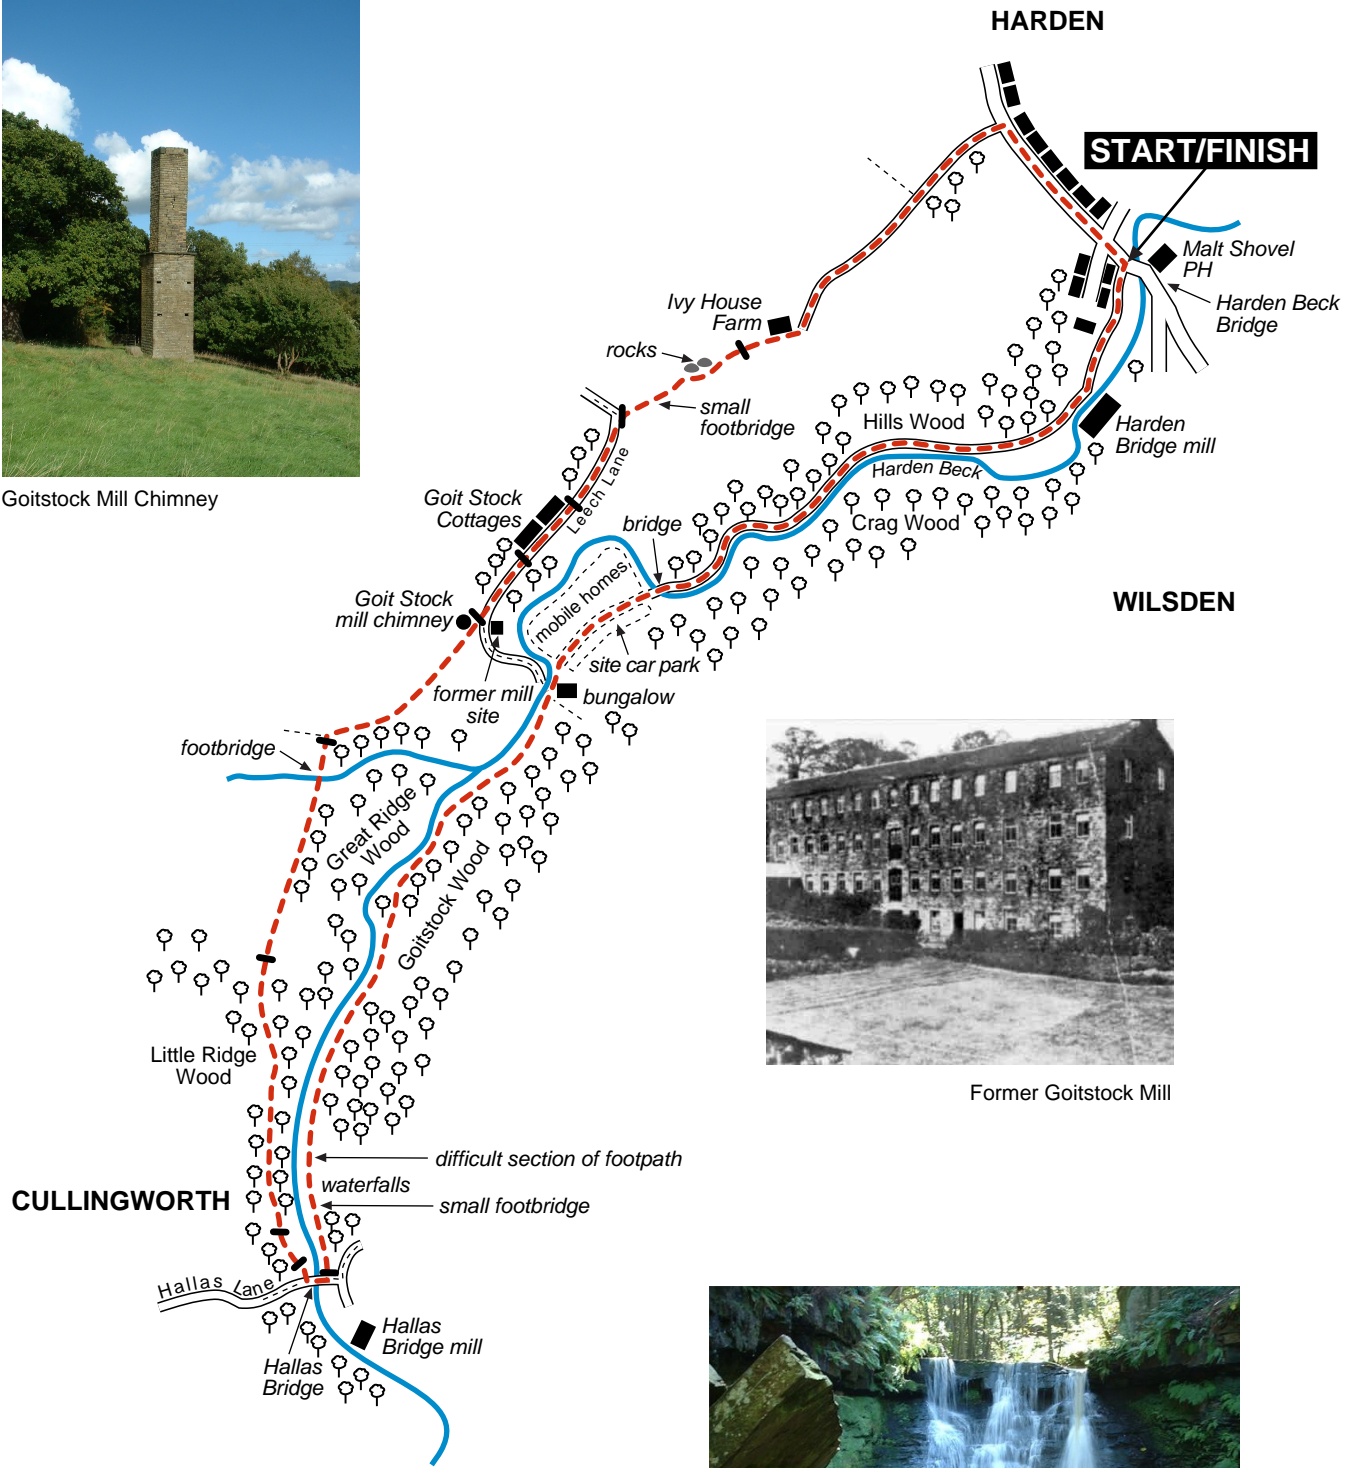 HARDEN
START/FINISH
Malt Shovel
PH
Harden Beck
Bridge
Ivy House
Farm
rocks
small
footbridge
Hills Wood
Harden
Bridge mill
Harden Beck
Leech Lane
Goit Stock
Cottages
Goitstock Mill Chimney
bridge
Crag Wood
mobile homes
Goit Stock
mill chimney
WILSDEN
site car park
former mill
site
bungalow
footbridge
Great Ridge
Wood
Goitstock Wood
Little Ridge
Wood
Former Goitstock Mill
difficult section of footpath
waterfalls
CULLINGWORTH
small footbridge
Hallas Lane
Hallas
Bridge mill
Hallas
Bridge